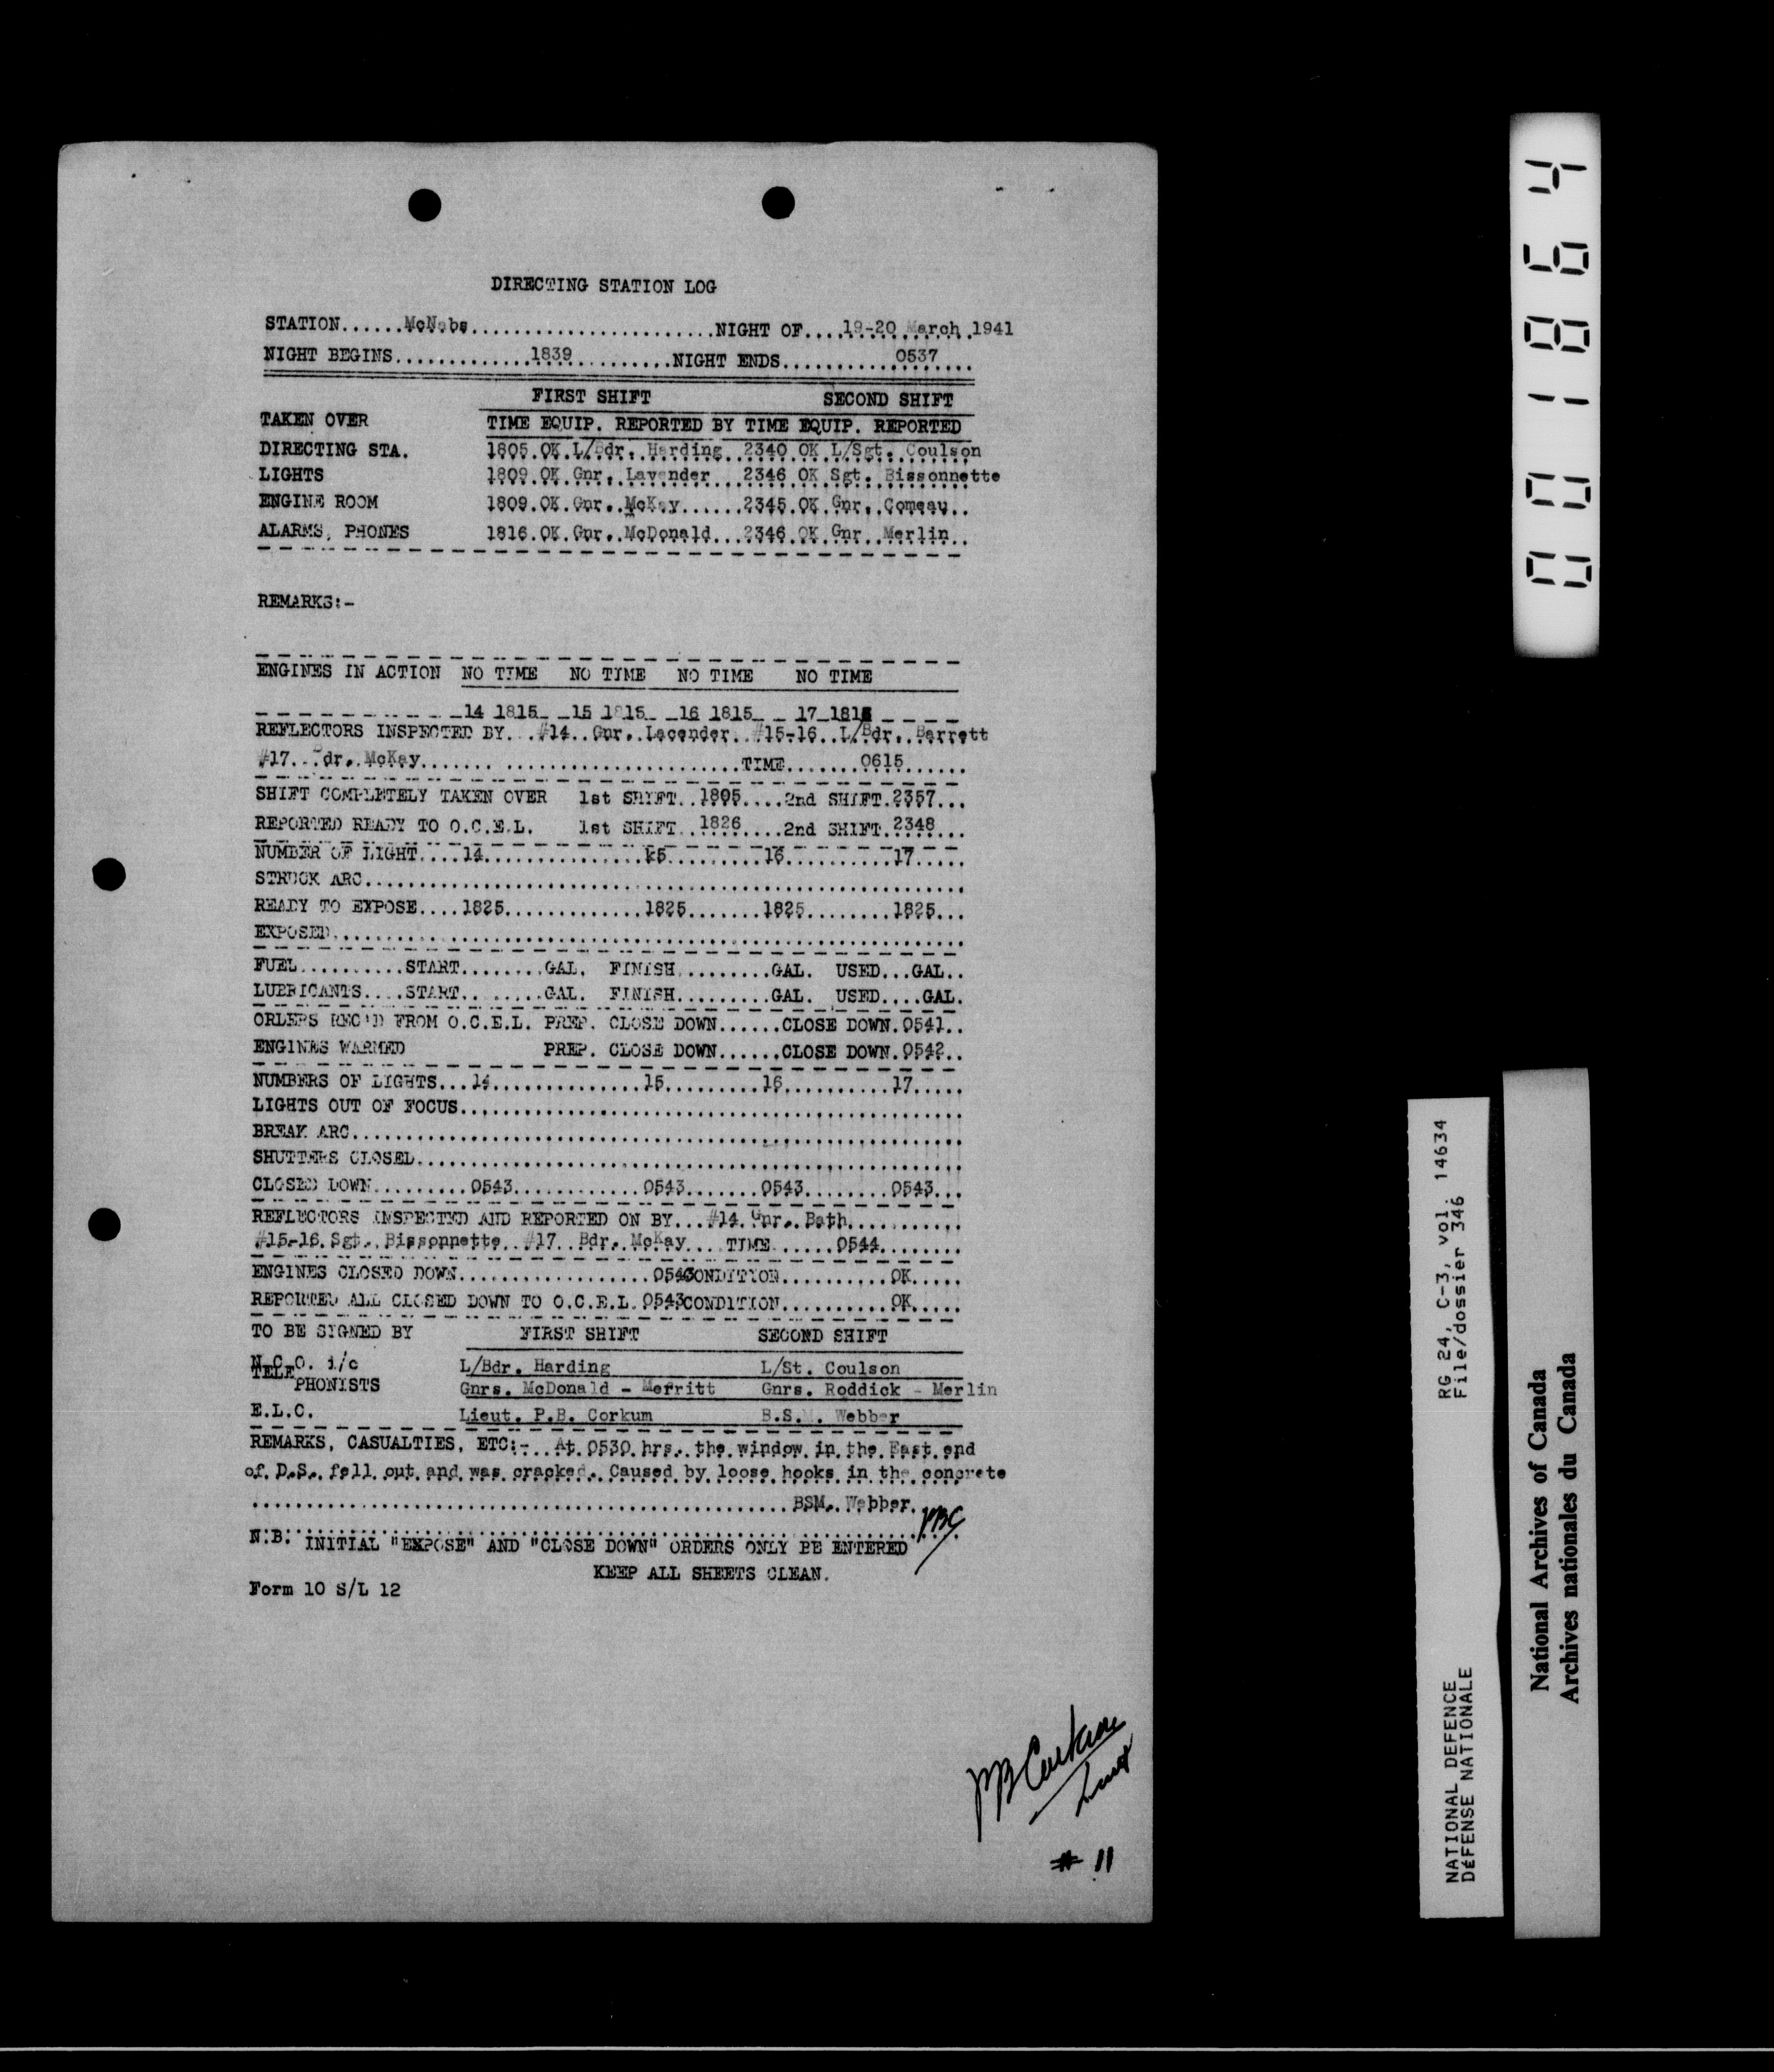 DIRECTING STATION LOG
STATION......McNabs.......................NIGHT OF....19-20 March 1941
NIGHT BEGINS.............1839..........NIGHT ENDS...........0537...
FIRST SHIFT SECOND SHIFT
TAKEN OVER TIME EQUIP. REPORTED BY TIME EQUIP. REPORTED
DIRECTING STA. 1805.OK.L/Bdr. Harding..2340.OK L/Sgt. Coulson
LIGHTS 1809.OK.Gnr. Lavender...2346.OK Sgt. Bissonnette
ENGINE ROOM 1809.OK.Gnr. McKay......2345.OK.Gnr. Comeau..
ALARMS, PHONES 1816.OK.Gnr. McDonald...2346.OK Gnr Merlin..
REMARKS:-
ENGINES IN ACTION NO TIME NO TIME NO TIME NO TIME
14 1815 15 1815 16 1815 17 1815
REFLECTORS INSPECTED BY...#14..Gnr. Lacender..#15-16..L/Bdr. Barrett
#17..Bdr. McKay.............................TIME.......0615......
SHIFT COMPLETELY TAKEN OVER 1st SHIFT..1805....2nd SHIFT.2357...
REPORTED READY TO O.C.E.L. 1st SHIFT..1826....2nd SHIFT.2348...
NUMBER OF LIGHT....14...............k5.........16..........17.....
STRUCK ARC.......................................................
READY TO EXPOSE....1825.............1825.......1825........1825...
EXPOSED..........................................................
FUEL..........START........GAL. FINISH.........GAL. USED...GAL..
LUBRICANTS....START........GAL. FINISH.........GAL. USED....GAL.
ORDERS REC'D FROM O.C.E.L. PREP. CLOSE DOWN......CLOSE DOWN.0541..
ENGINES WARMED PREP. CLOSE DOWN......CLOSE DOWN.0542..
NUMBERS OF LIGHTS...14..............15.........16..........17.....
LIGHTS OUT OF FOCUS..............................................
BREAK ARC........................................................
SHUTTERS CLOSED..................................................
CLOSED DOWN.........0543............0543.......0543........0543...
REFLECTORS INSPECTED AND REPORTED ON BY...#14.Gnr. Bath..........
#15-16.Sgt. Bissonnette..#17..Bdr. McKay....TIME......0544........
ENGINES CLOSED DOWN..................0543CONDITION..........OK.....
REPORTED ALL CLOSED DOWN TO O.C.E.L.0543CONDITION..........OK.....
TO BE SIGNED BY FIRST SHIFT SECOND SHIFT
N.C.O. i/c L/Bdr. Harding L/St. Coulson
TELEPHONISTS Gnrs. McDonald - Merritt Gnrs. Roddick - Merlin
E.L.C. Lieut. P.B. Corkum B.S.M. Webber
REMARKS, CASUALTIES, ETC:-...At 0530 hrs. the window in the East end
of D.S. fell out and was cracked. Caused by loose hooks in the concrete
..................................................BSM. Webber.
PBC
N.B. INITIAL "EXPOSE" AND "CLOSE DOWN" ORDERS ONLY BE ENTERED
KEEP ALL SHEETS CLEAN.
Form 10 S/L 12
PB Corkum
Lieut
# 11
001864
RG 24, C-3, vol. 14634
File/dossier 346
NATIONAL DEFENCE
DÉFENSE NATIONALE
National Archives of Canada
Archives nationales du Canada